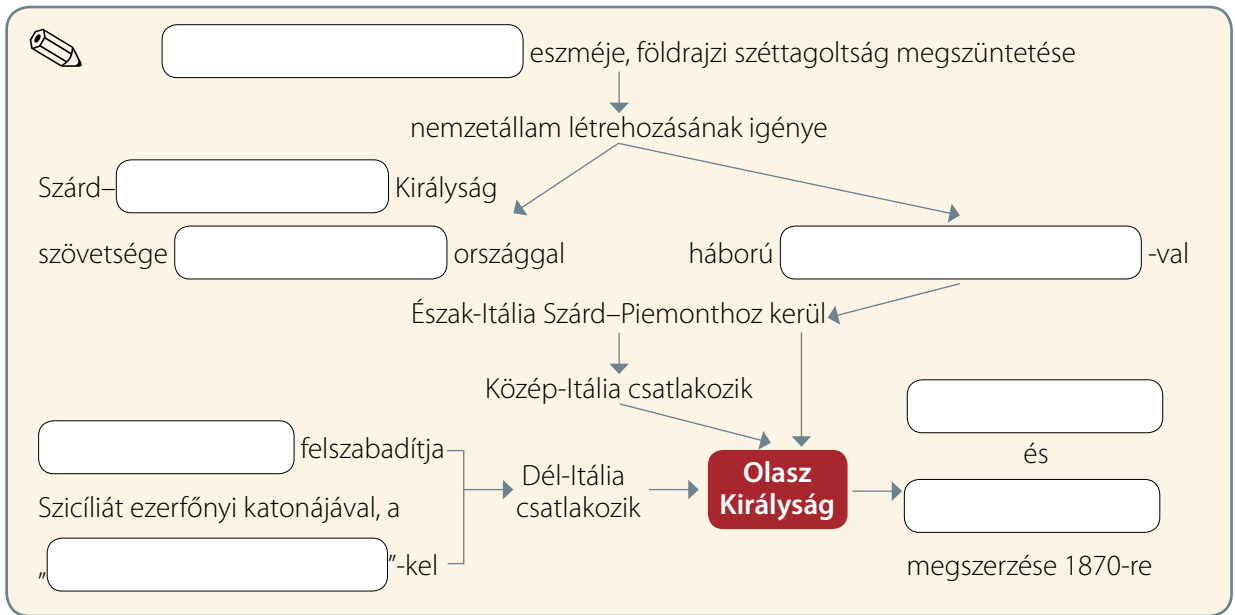 eszméje, földrajzi széttagoltság megszüntetése
nemzetállam létrehozásának igénye
Szárd– Királyság
szövetsége országgal
háború -val
Észak-Itália Szárd–Piemonthoz kerül
Közép-Itália csatlakozik
felszabadítja
Szicíliát ezerfőnyi katonájával, a
„ ”-kel
Dél-Itália
csatlakozik
Olasz
Királyság
és
megszerzése 1870-re